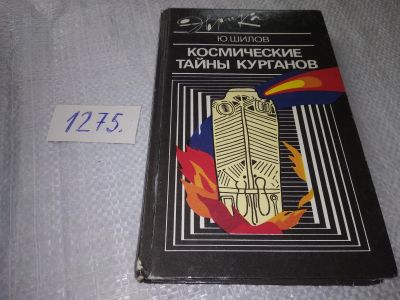 эврика
Ю.ШИЛОВ
КОСМИЧЕСКИЕ
ТАЙНЫ КУРГАНОВ
1275.